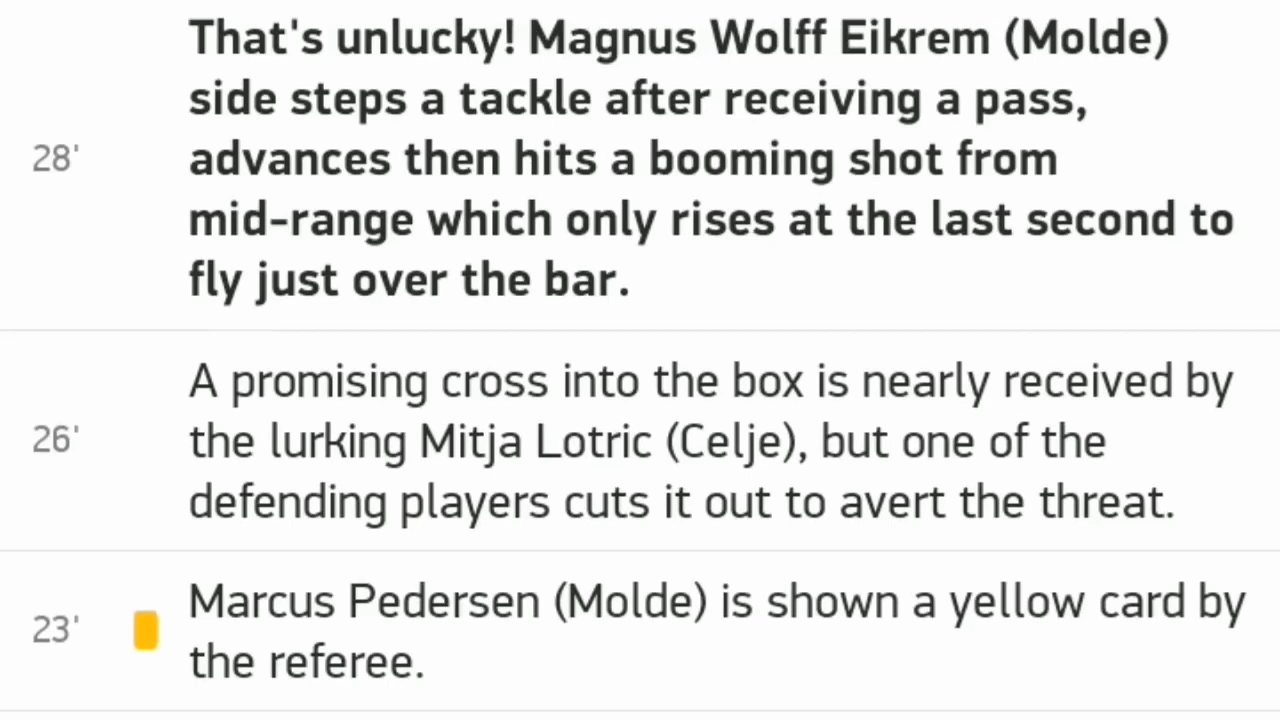 28'
That's unlucky! Magnus Wolff Eikrem (Molde)
side steps a tackle after receiving a pass,
advances then hits a booming shot from
mid-range which only rises at the last second to
fly just over the bar.
26'
A promising cross into the box is nearly received by
the lurking Mitja Lotric (Celje), but one of the
defending players cuts it out to avert the threat.
23'
Marcus Pedersen (Molde) is shown a yellow card by
the referee.